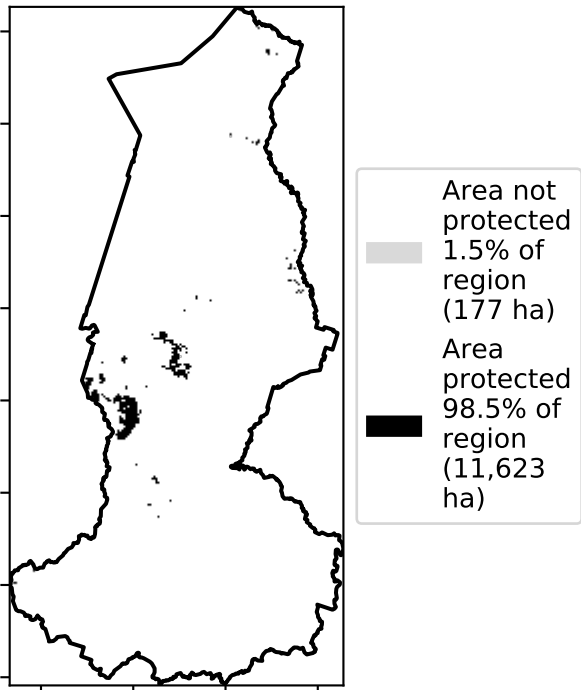 Area not
protected
1.5% of
region
(177 ha)
Area
protected
98.5% of
region
(11,623
ha)